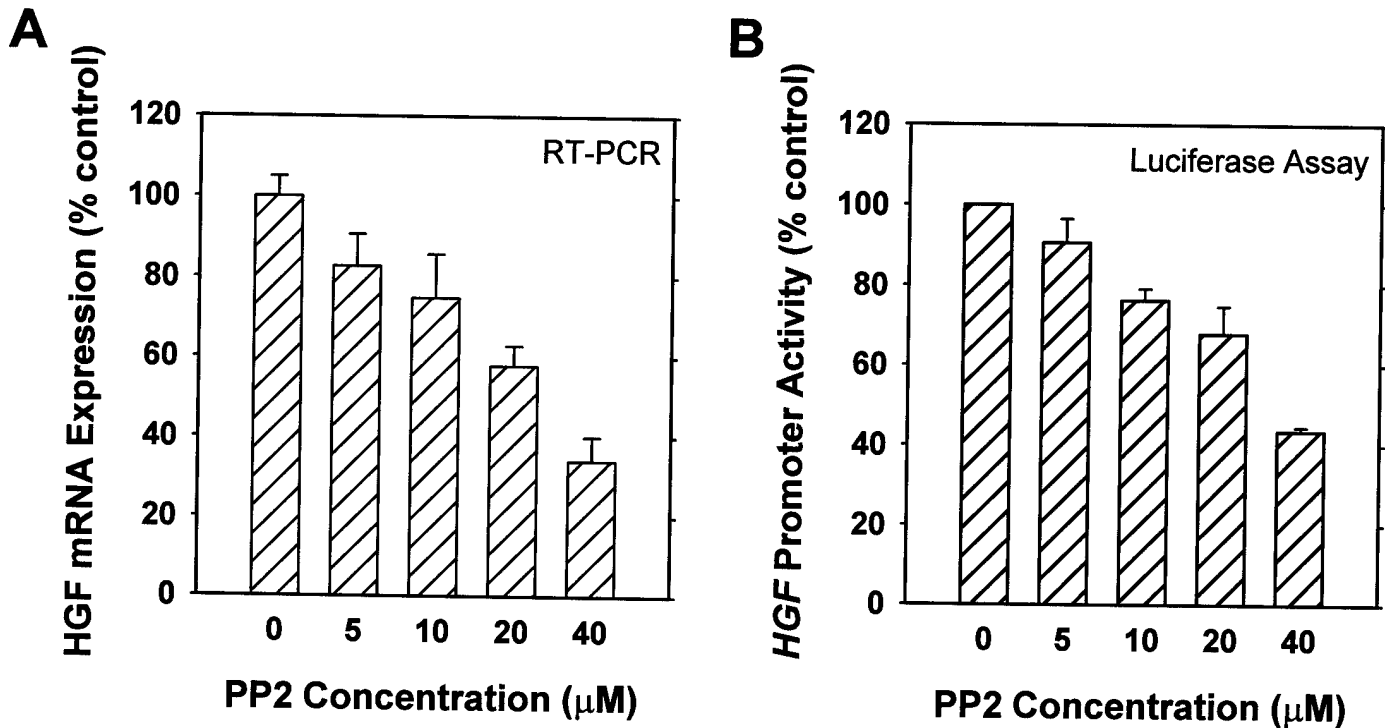 A
HGF mRNA Expression (% control)
120
100
80
60
40
20
0
RT-PCR
0 5 10 20 40
PP2 Concentration (μM)
B
HGF Promoter Activity (% control)
120
100
80
60
40
20
0
Luciferase Assay
0 5 10 20 40
PP2 Concentration (μM)